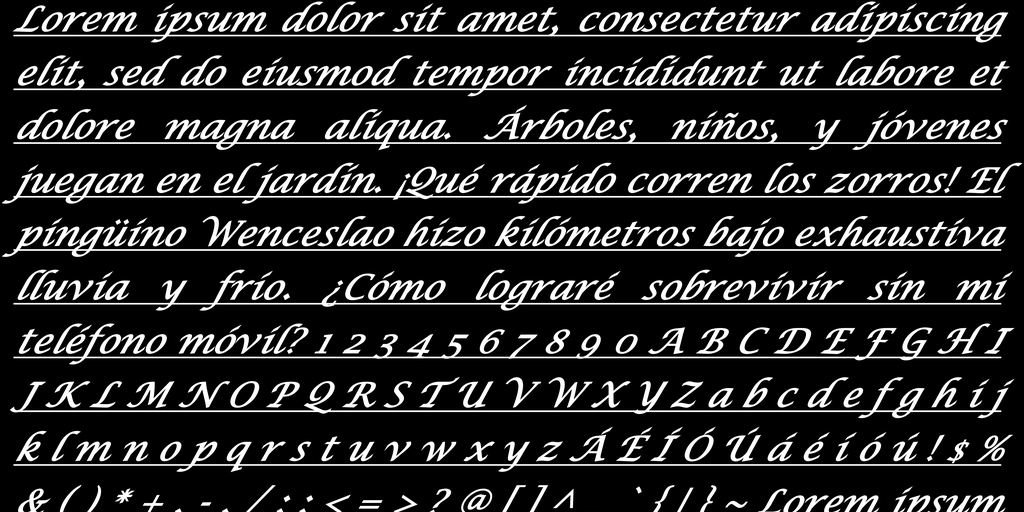 Lorem ipsum dolor sit amet, consectetur adipiscing
elit, sed do eiusmod tempor incididunt ut labore et
dolore magna aliqua. Árboles, niños, y jóvenes
juegan en el jardín. ¡Qué rápido corren los zorros! El
pingüino Wenceslao hizo kilómetros bajo exhaustiva
lluvia y frío. ¿Cómo lograré sobrevivir sin mi
teléfono móvil? 1 2 3 4 5 6 7 8 9 0 A B C D E F G H I
J K L M N O P Q R S T U V W X Y Z a b c d e f g h i j
k l m n o p q r s t u v w x y z Á É Í Ó Ú á é í ó ú ! $ %
& ( ) * + , - . / : ; < = > ? @ [ ] ^ _ ` { | } ~ Lorem ipsum